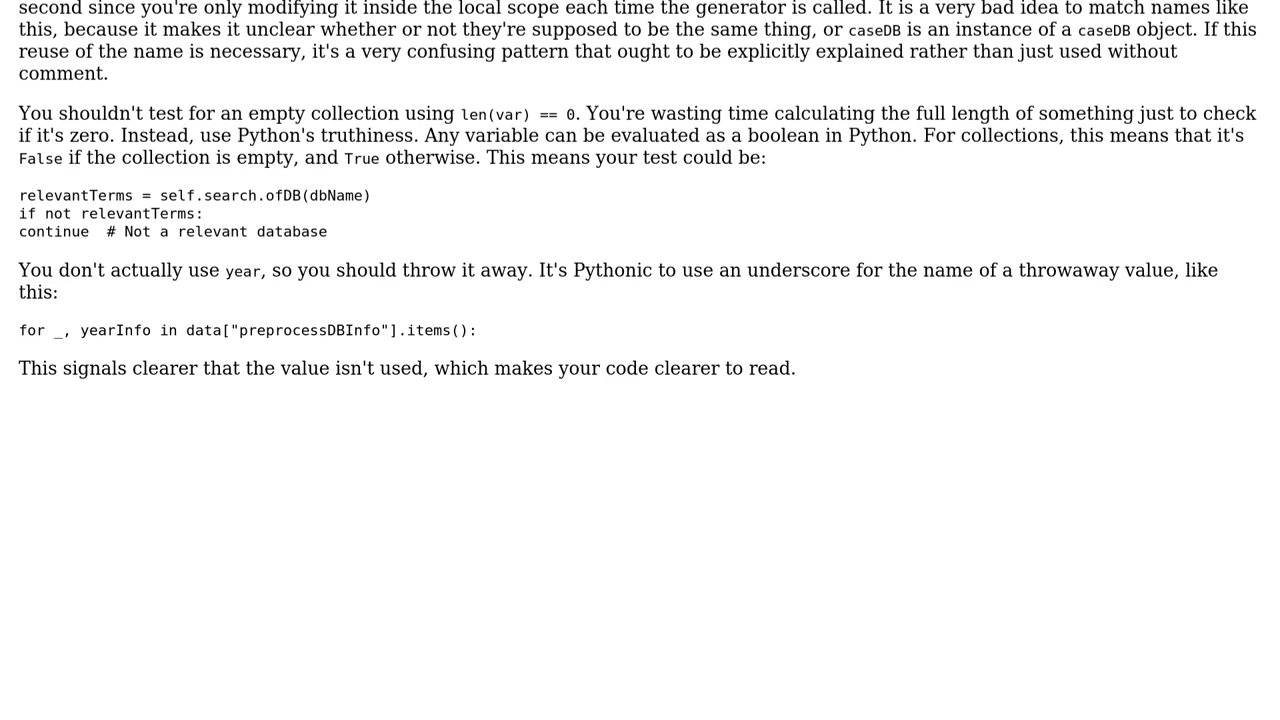 second since you're only modifying it inside the local scope each time the generator is called. It is a very bad idea to match names like
this, because it makes it unclear whether or not they're supposed to be the same thing, or caseDB is an instance of a caseDB object. If this
reuse of the name is necessary, it's a very confusing pattern that ought to be explicitly explained rather than just used without
comment.
You shouldn't test for an empty collection using len(var) == 0. You're wasting time calculating the full length of something just to check
if it's zero. Instead, use Python's truthiness. Any variable can be evaluated as a boolean in Python. For collections, this means that it's
False if the collection is empty, and True otherwise. This means your test could be:
relevantTerms = self.search.ofDB(dbName)
if not relevantTerms:
continue  # Not a relevant database
You don't actually use year, so you should throw it away. It's Pythonic to use an underscore for the name of a throwaway value, like
this:
for _, yearInfo in data["preprocessDBInfo"].items():
This signals clearer that the value isn't used, which makes your code clearer to read.